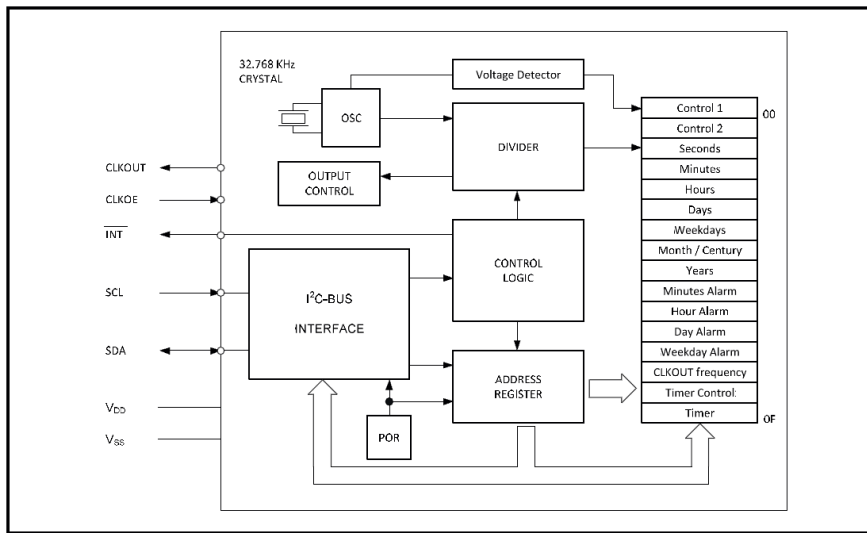 32.768 KHz
CRYSTAL
OSC
Voltage Detector
DIVIDER
OUTPUT
CONTROL
CLKOUT
CLKOE
INT
SCL
SDA
VDD
VSS
I²C-BUS
INTERFACE
CONTROL
LOGIC
ADDRESS
REGISTER
POR
Control 1
00
Control 2
Seconds
Minutes
Hours
Days
Weekdays
Month / Century
Years
Minutes Alarm
Hour Alarm
Day Alarm
Weekday Alarm
CLKOUT frequency
Timer Control
Timer
0F